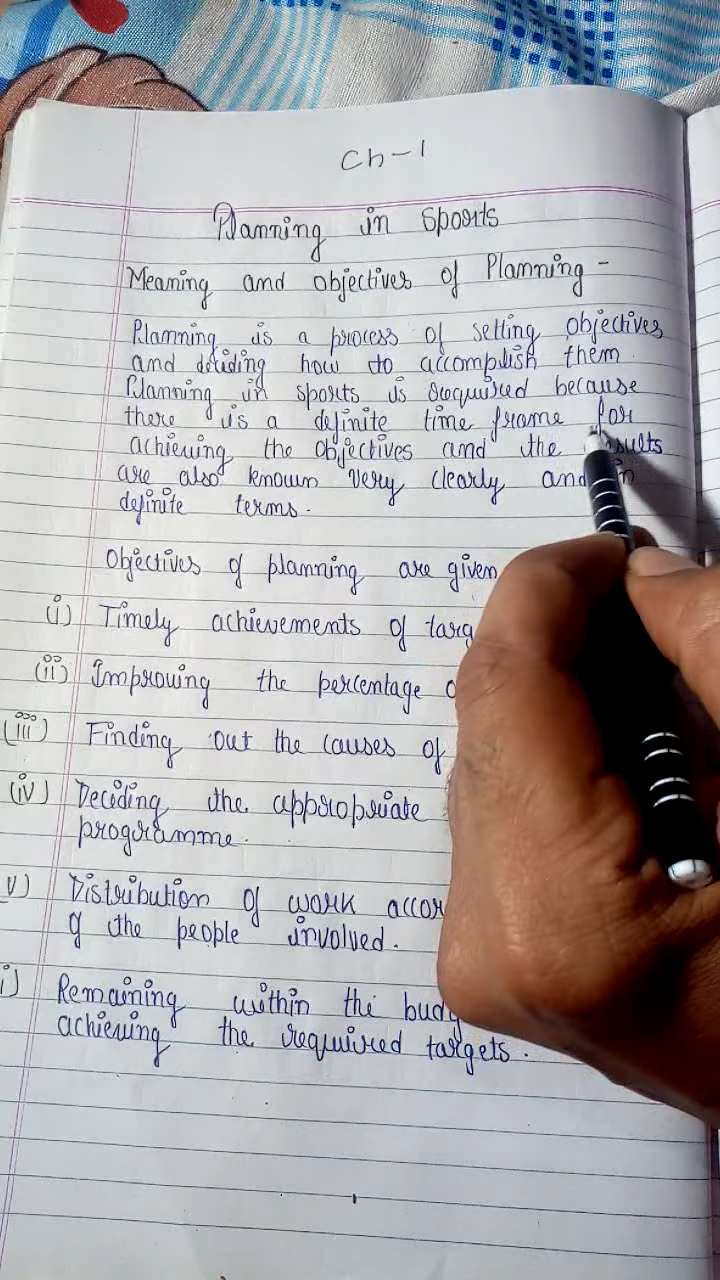 Ch-1
Planning in Sports
Meaning and objectives of Planning -
Planning is a process of setting objectives
and deciding how to accomplish them.
Planning in sports is required because
there is a definite time frame for
achieving the objectives and the
are also known very clearly and in
definite terms.
Objectives of planning are given
(i) Timely achievements of
(ii) Improving the percentage
(iii) Finding out the causes of
(iv) Deciding the appropriate
programme.
v) Distribution of work
of the people involved.
i) Remaining within the
achieving the required targets.